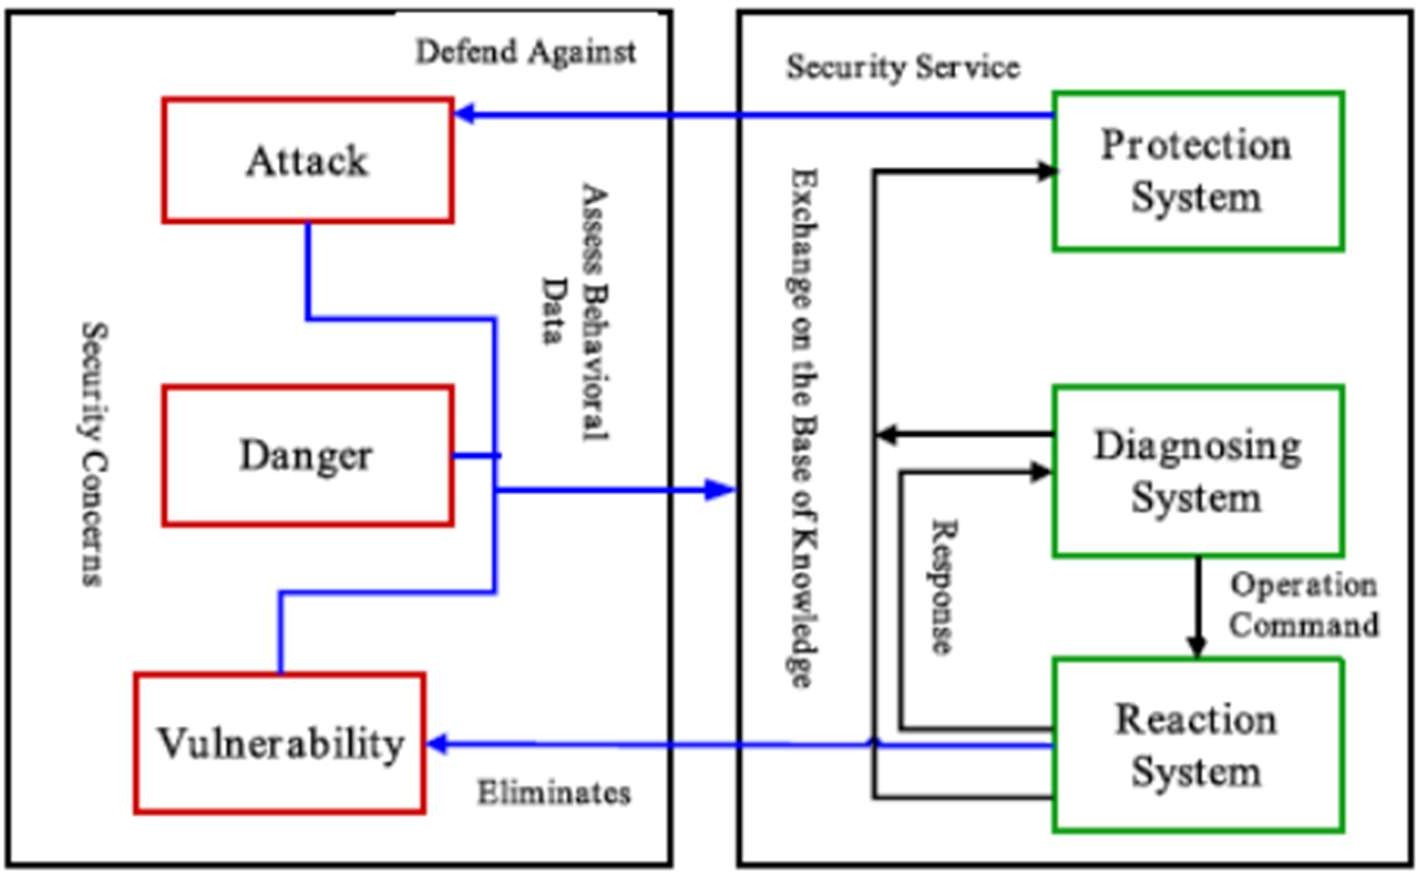 Defend Against
Attack
Assess Behavioral
Data
Security Concerns
Danger
Vulnerability
Eliminates
Security Service
Protection
System
Exchange on the Base of Knowledge
Diagnosing
System
Response
Operation
Command
Reaction
System